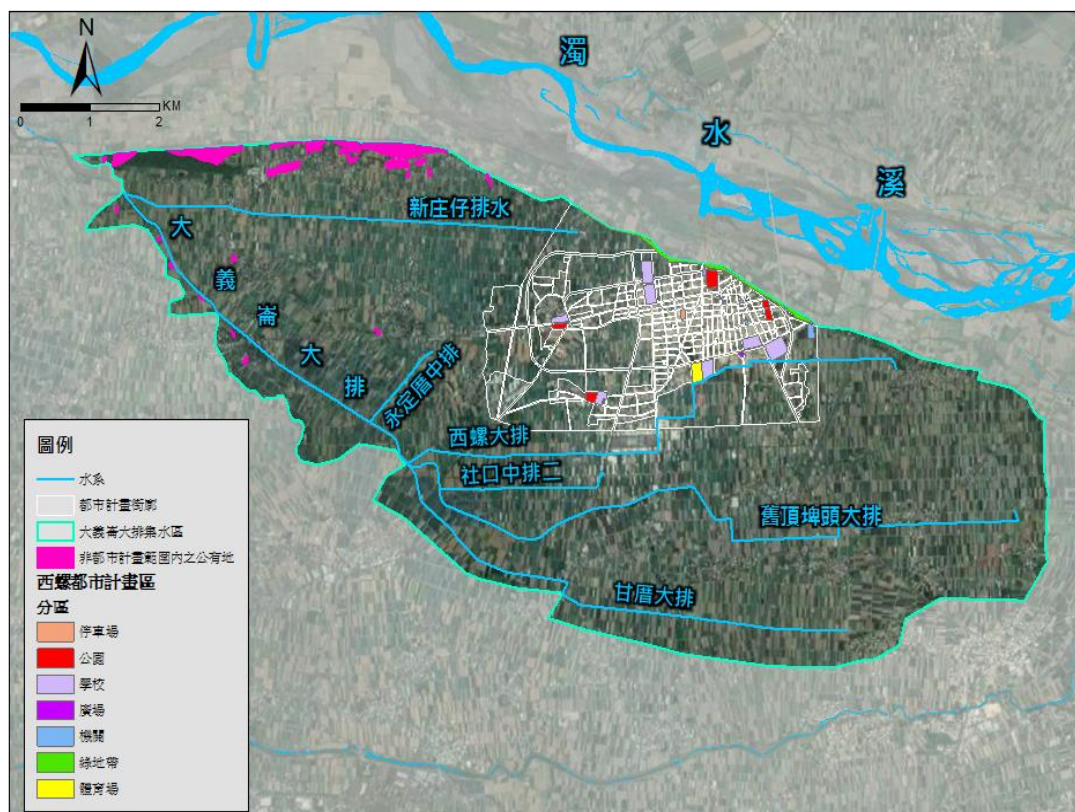 N
KM
0 1 2
濁
水
溪
新庄仔排水
大
義
崙
大
排
永定厝中排
西螺大排
社口中排二
舊頂埤頭大排
甘厝大排
圖例
水系
都市計畫街廓
大義崙大排集水區
非都市計畫範圍內之公有地
西螺都市計畫區
分區
停車場
公園
學校
廣場
機關
綠地帶
體育場